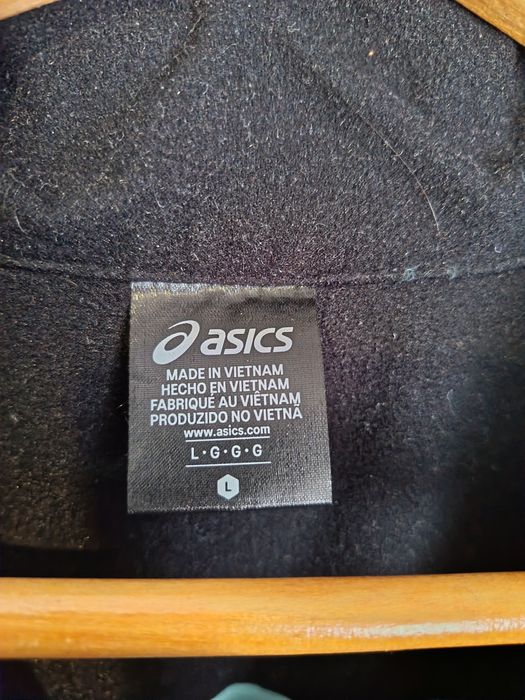 asics
MADE IN VIETNAM
HECHO EN VIETNAM
FABRIQUÉ AU VIÊTNAM
PRODUZIDO NO VIETNÃ
www.asics.com
L·G·G·G
L